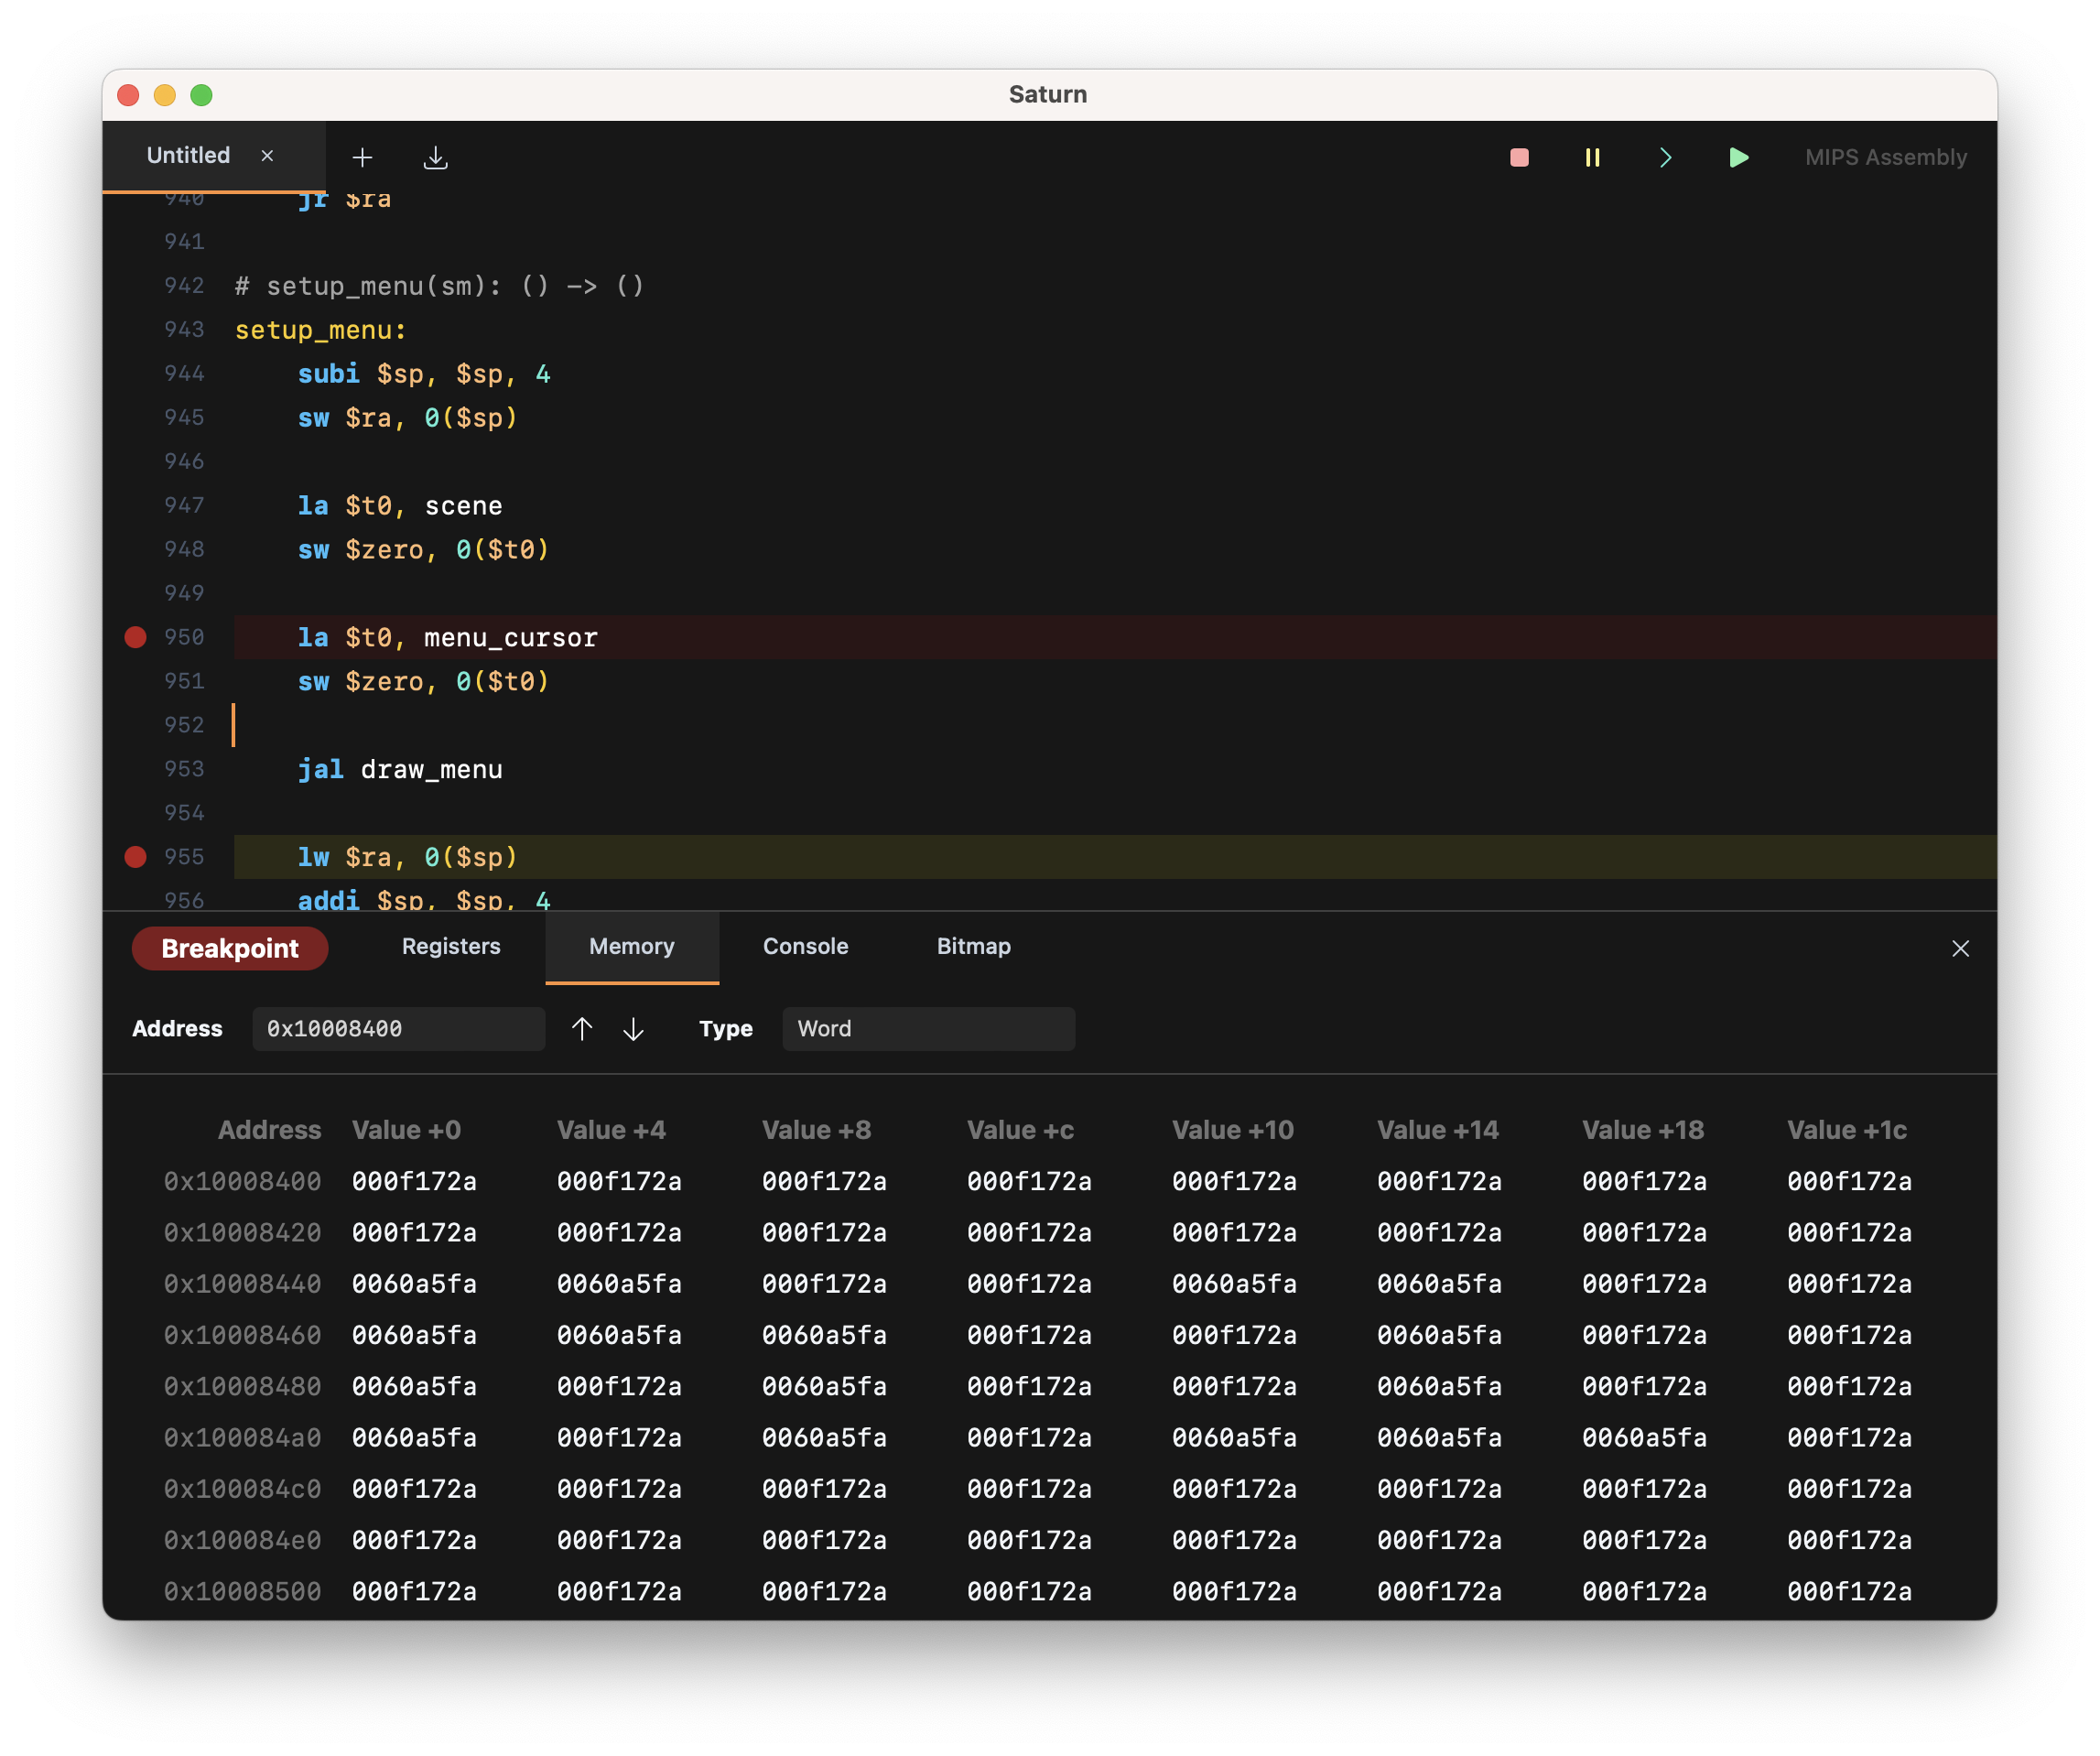 Saturn
Untitled × + MIPS Assembly
940 jr $ra
941
942 # setup_menu(sm): () -> ()
943 setup_menu:
944 subi $sp, $sp, 4
945 sw $ra, 0($sp)
946
947 la $t0, scene
948 sw $zero, 0($t0)
949
950 la $t0, menu_cursor
951 sw $zero, 0($t0)
952
953 jal draw_menu
954
955 lw $ra, 0($sp)
956 addi $sp, $sp, 4
Breakpoint Registers Memory Console Bitmap
Address 0x10008400 Type Word
Address Value +0 Value +4 Value +8 Value +c Value +10 Value +14 Value +18 Value +1c
0x10008400 000f172a 000f172a 000f172a 000f172a 000f172a 000f172a 000f172a 000f172a
0x10008420 000f172a 000f172a 000f172a 000f172a 000f172a 000f172a 000f172a 000f172a
0x10008440 0060a5fa 0060a5fa 000f172a 000f172a 0060a5fa 0060a5fa 000f172a 000f172a
0x10008460 0060a5fa 0060a5fa 0060a5fa 000f172a 000f172a 0060a5fa 000f172a 000f172a
0x10008480 0060a5fa 000f172a 0060a5fa 000f172a 000f172a 0060a5fa 000f172a 000f172a
0x100084a0 0060a5fa 000f172a 0060a5fa 000f172a 0060a5fa 0060a5fa 0060a5fa 000f172a
0x100084c0 000f172a 000f172a 000f172a 000f172a 000f172a 000f172a 000f172a 000f172a
0x100084e0 000f172a 000f172a 000f172a 000f172a 000f172a 000f172a 000f172a 000f172a
0x10008500 000f172a 000f172a 000f172a 000f172a 000f172a 000f172a 000f172a 000f172a